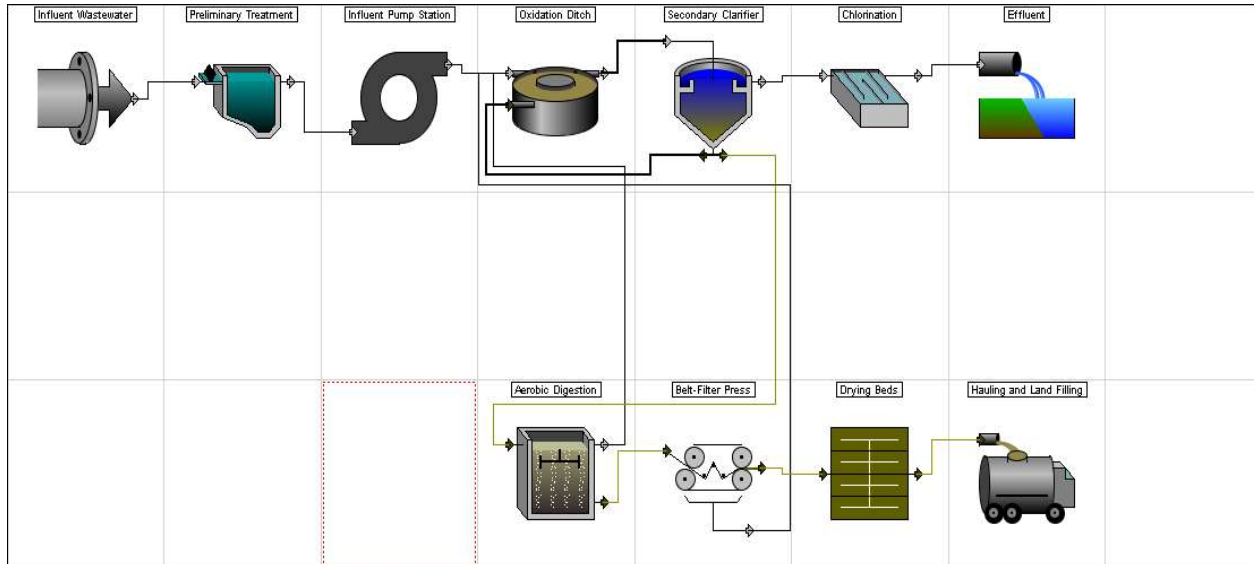 Influent Wastewater
Preliminary Treatment
Influent Pump Station
Oxidation Ditch
Secondary Clarifier
Chlorination
Effluent
Aerobic Digestion
Belt-Filter Press
Drying Beds
Hauling and Land Filling